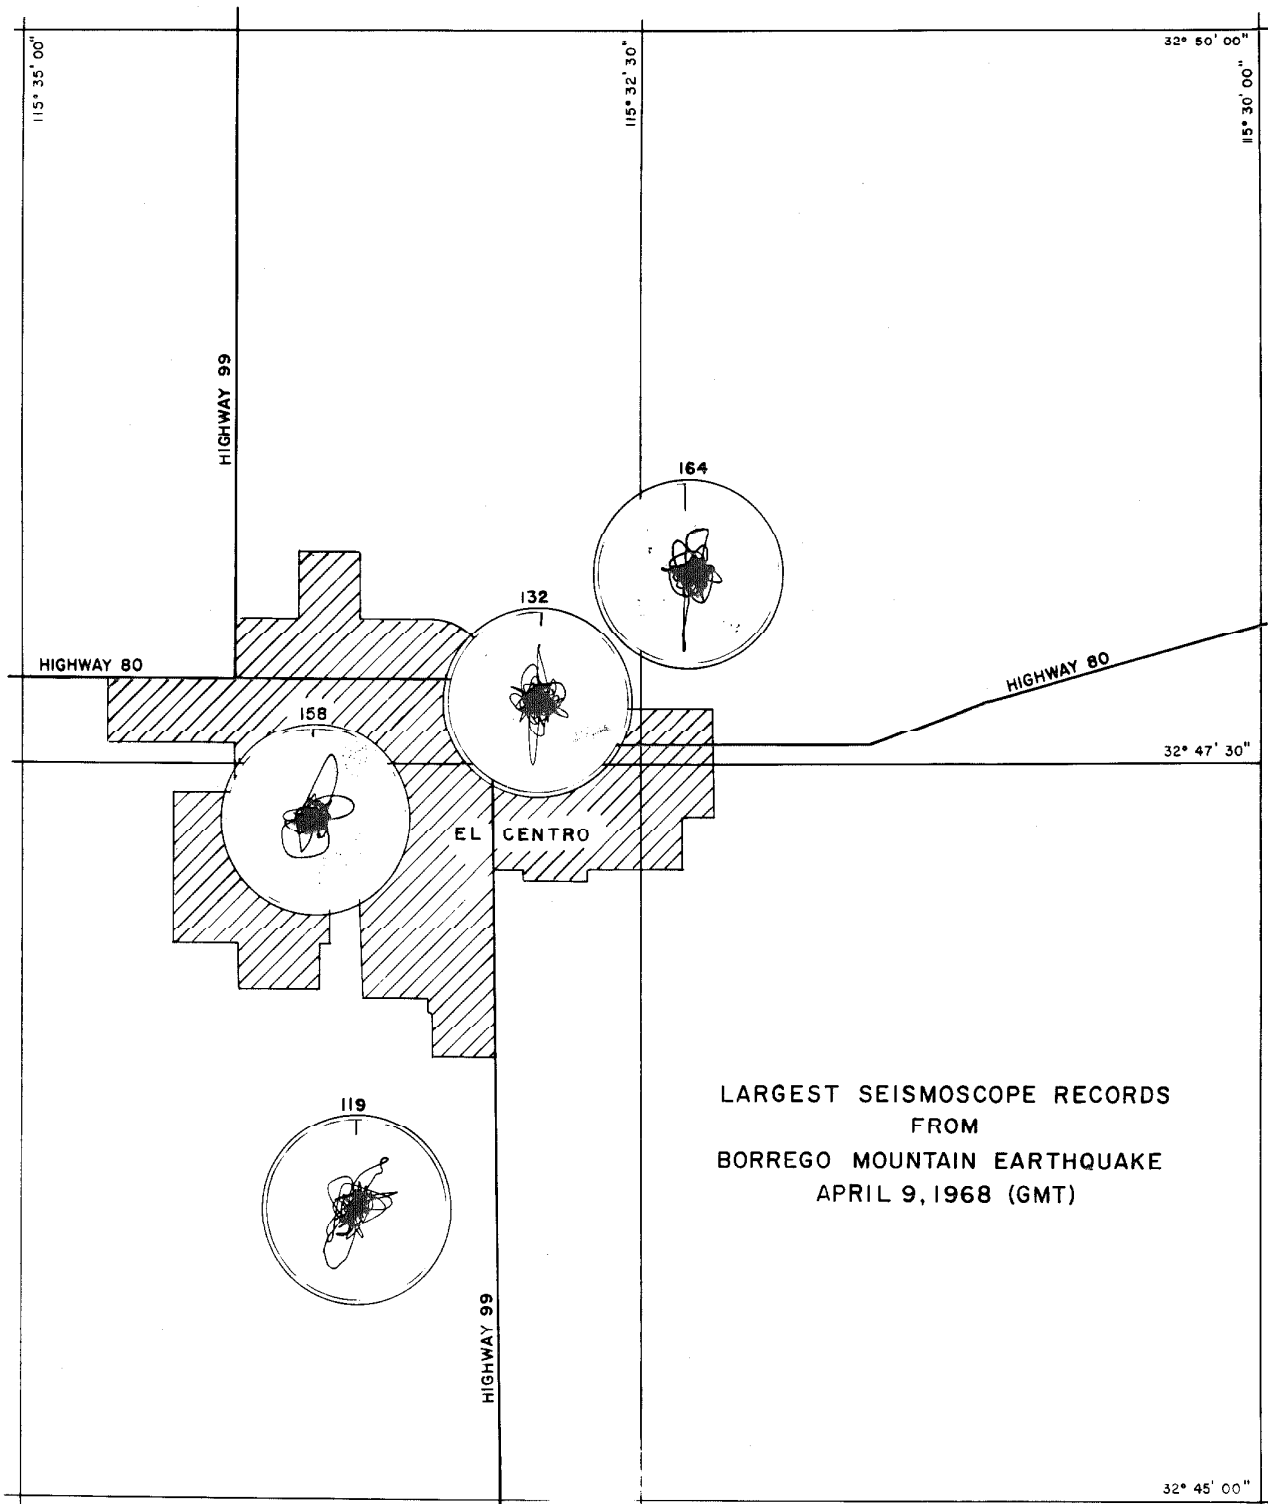 32° 50' 00"
115° 35' 00"
115° 32' 30"
115° 30' 00"
HIGHWAY 99
164
132
HIGHWAY 80
HIGHWAY 80
158
32° 47' 30"
EL CENTRO
119
LARGEST SEISMOSCOPE RECORDS
FROM
BORREGO MOUNTAIN EARTHQUAKE
APRIL 9, 1968 (GMT)
HIGHWAY 99
32° 45' 00"